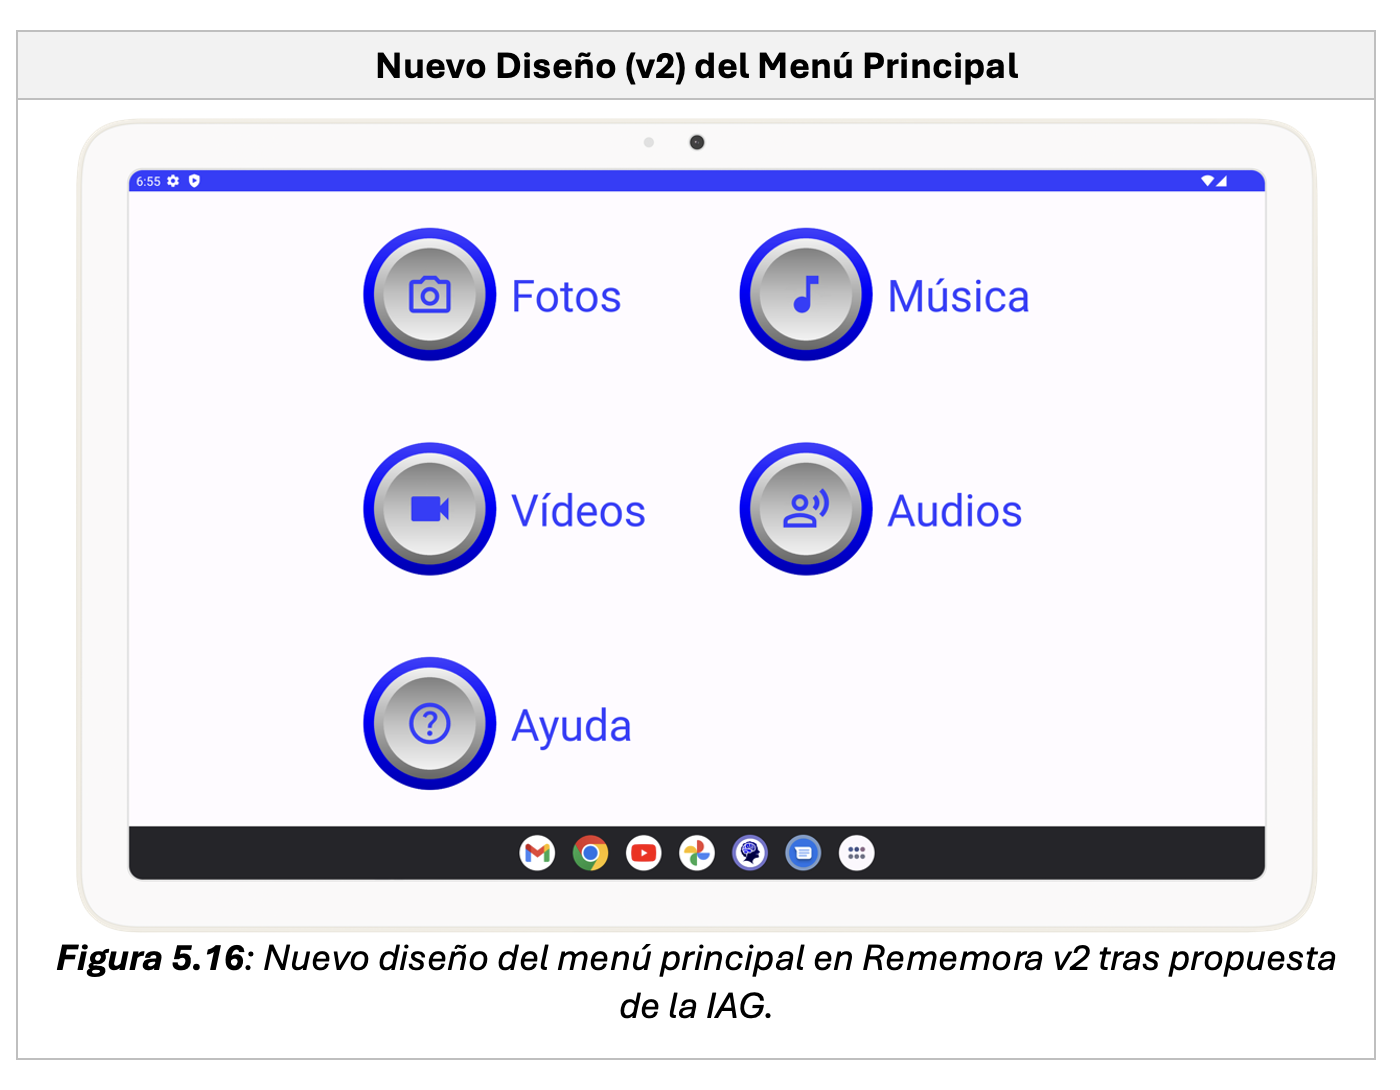 Nuevo Diseño (v2) del Menú Principal
6:55
Fotos
Música
Vídeos
Audios
Ayuda
Figura 5.16: Nuevo diseño del menú principal en Rememora v2 tras propuesta
de la IAG.